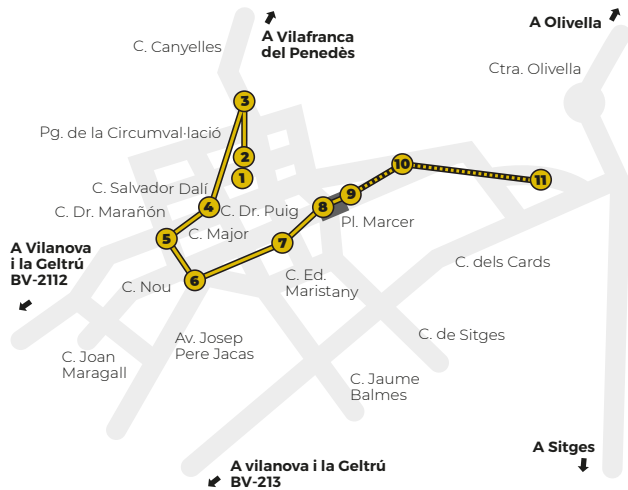 A Olivella
A Vilafranca
del Penedès
C. Canyelles
Ctra. Olivella
3
Pg. de la Circumval·lació
2
10
1
11
C. Salvador Dalí
9
4
8
C. Dr. Puig
C. Dr. Marañón
Pl. Marcer
C. Major
5
7
A Vilanova
i la Geltrú
BV-2112
C. dels Cards
C. Ed.
Maristany
6
C. Nou
C. de Sitges
Av. Josep
Pere Jacas
C. Joan
Maragall
C. Jaume
Balmes
A Sitges
A vilanova i la Geltrú
BV-213